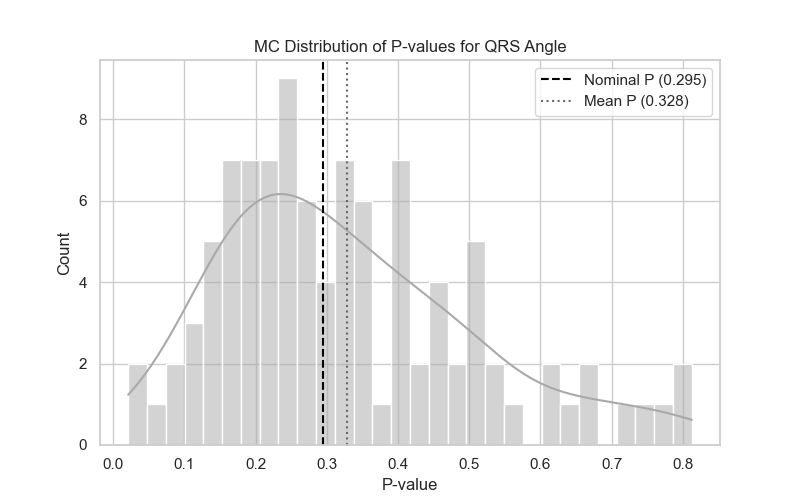 MC Distribution of P-values for QRS Angle
Nominal P (0.295)
Mean P (0.328)
Count
8
6
4
2
0
0.0 0.1 0.2 0.3 0.4 0.5 0.6 0.7 0.8
P-value